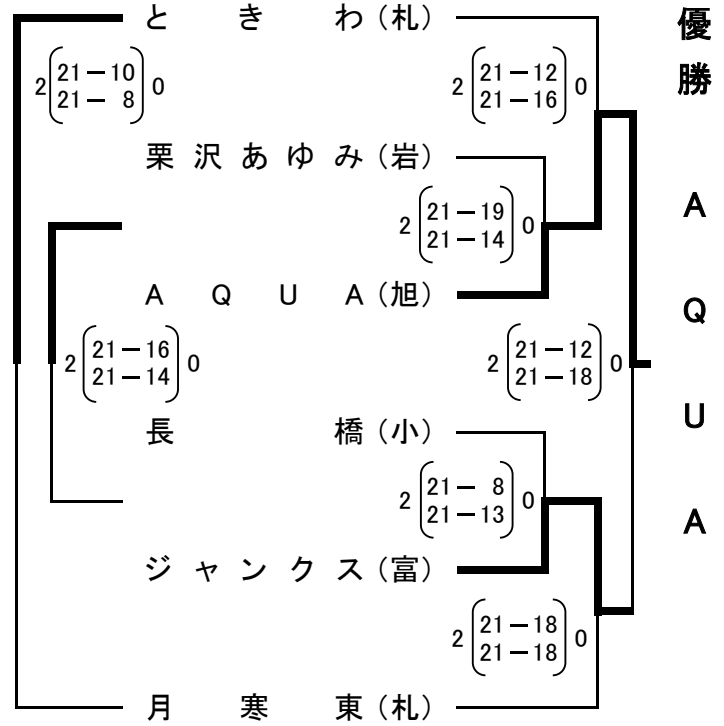 ときわ（札）
優勝
2 21－10 0
21－ 8
2 21－12 0
21－16
栗沢あゆみ（岩）
2 21－19 0
21－14
AQUA（旭）
AQUA
2 21－16 0
21－14
2 21－12 0
21－18
長橋（小）
2 21－ 8 0
21－13
ジャンクス（富）
2 21－18 0
21－18
月寒東（札）